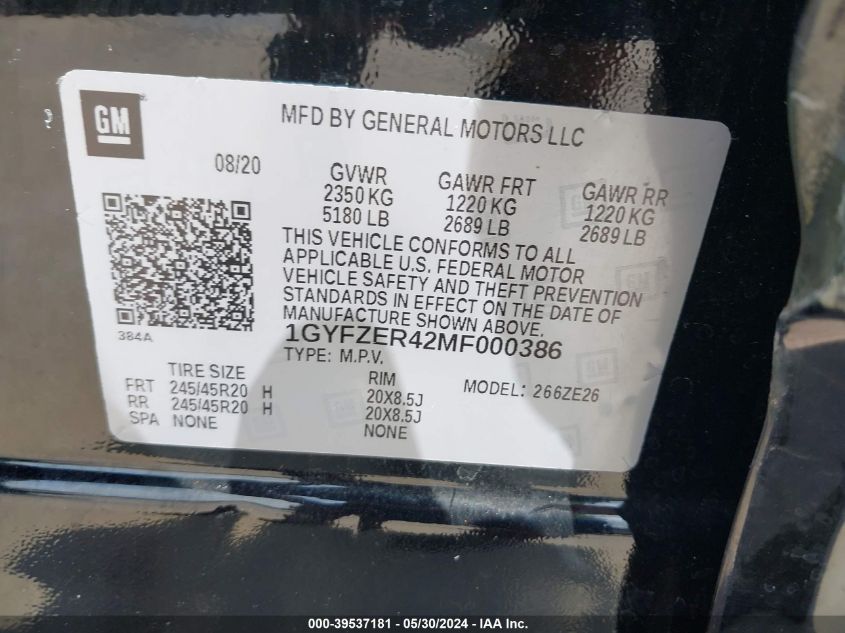 GM
MFD BY GENERAL MOTORS LLC
08/20
GVWR
2350 KG
5180 LB
GAWR FRT
1220 KG
2689 LB
GAWR RR
1220 KG
2689 LB
THIS VEHICLE CONFORMS TO ALL
APPLICABLE U.S. FEDERAL MOTOR
VEHICLE SAFETY AND THEFT PREVENTION
STANDARDS IN EFFECT ON THE DATE OF
MANUFACTURE SHOWN ABOVE.
384A
1GYFZER42MF000386
TYPE: M.P.V.
MODEL: 266ZE26
TIRE SIZE
FRT 245/45R20 H
RR 245/45R20 H
SPA NONE
RIM
20X8.5J
20X8.5J
NONE
000-39537181 - 05/30/2024 - IAA Inc.